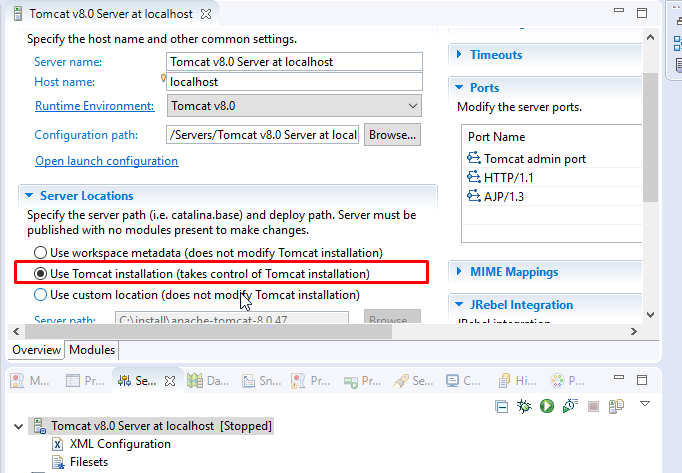 Tomcat v8.0 Server at localhost
Specify the host name and other common settings.
Server name: Tomcat v8.0 Server at localhost
Host name: localhost
Runtime Environment: Tomcat v8.0
Configuration path: /Servers/Tomcat v8.0 Server at local Browse...
Open launch configuration
Server Locations
Specify the server path (i.e. catalina.base) and deploy path. Server must be
published with no modules present to make changes.
Use workspace metadata (does not modify Tomcat installation)
Use Tomcat installation (takes control of Tomcat installation)
Use custom location (does not modify Tomcat installation)
Server path: C:\install\apache-tomcat-8.0.47 Browse...
Timeouts
Ports
Modify the server ports.
Port Name
Tomcat admin port
HTTP/1.1
AJP/1.3
MIME Mappings
JRebel Integration
JRebel integration
Overview Modules
M... Pr... Se... Da... Sn... Pr... Pr... Se... C... Hi... P...
Tomcat v8.0 Server at localhost [Stopped]
XML Configuration
Filesets